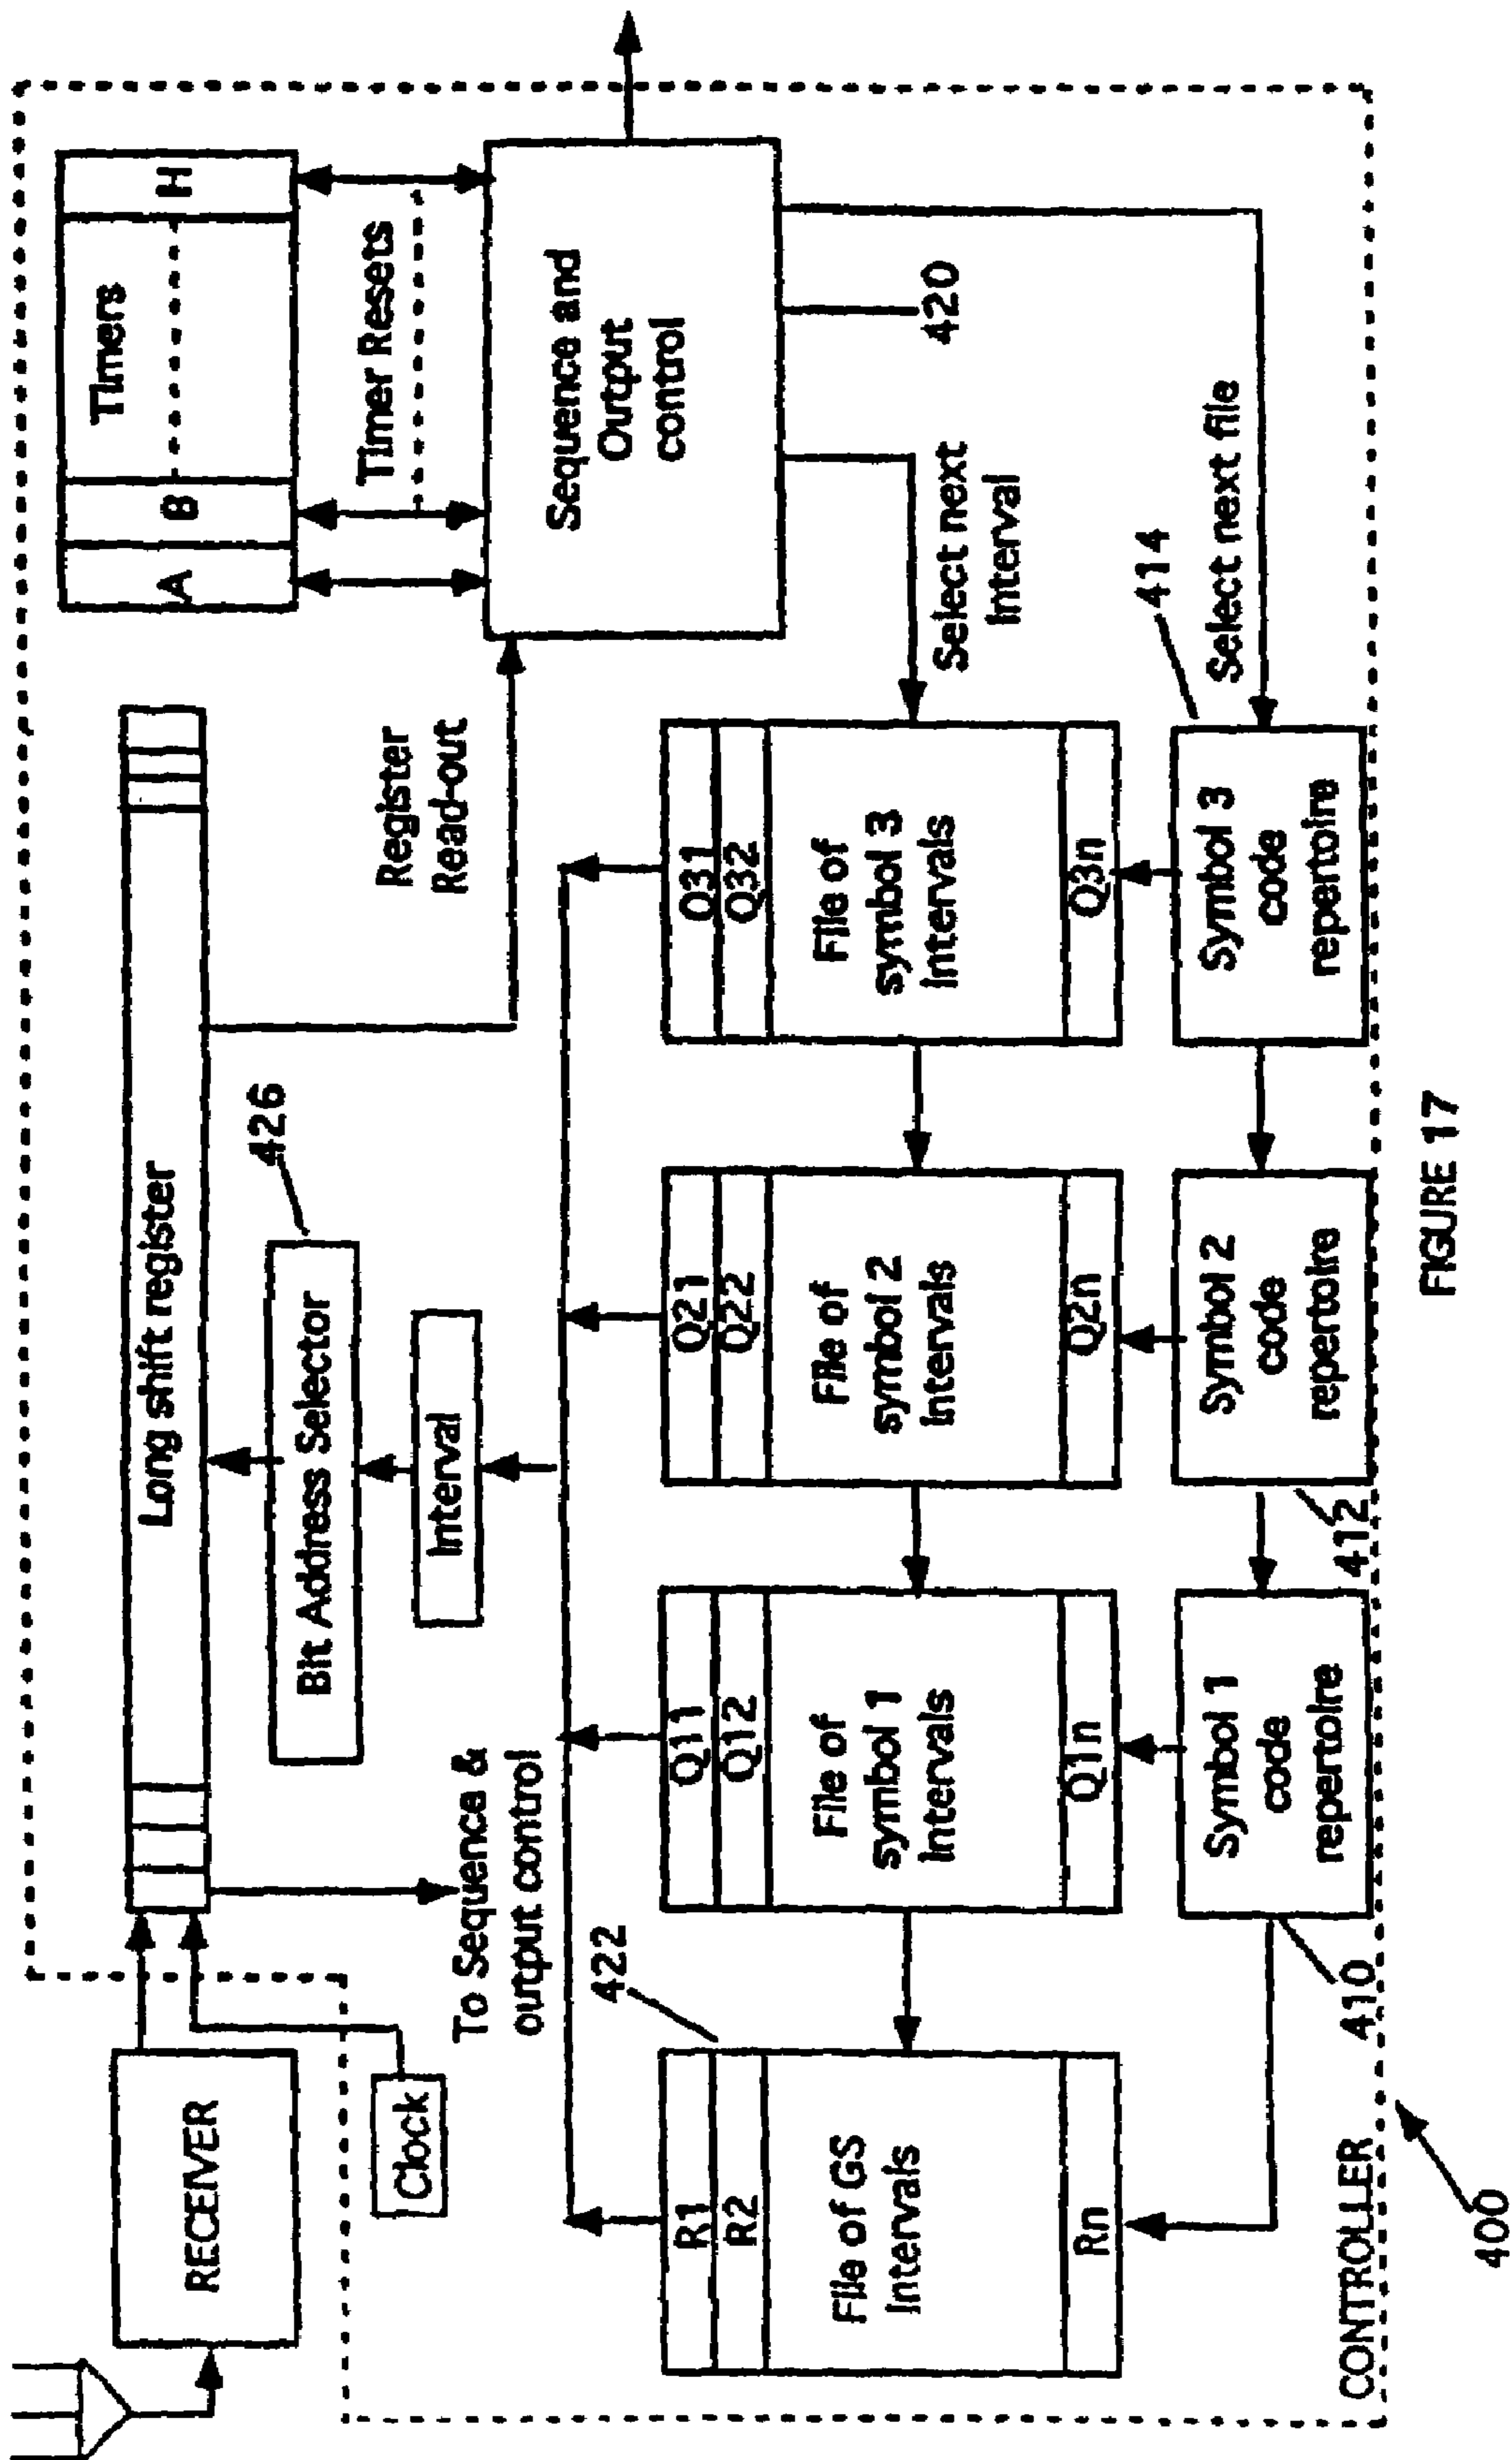 RECEIVER
Clock
Long shift register
Timers
A
B
H
Timer Resets
426
Bit Address Selector
Interval
Register
Read-out
To Sequence &
output control
Sequence and
Output
control
420
422
R1
R2
File of GS
Intervals
Rn
Q11
Q12
File of
symbol 1
Intervals
Q1n
Q21
Q22
File of
symbol 2
Intervals
Q2n
Q31
Q32
File of
symbol 3
Intervals
Q3n
Select next
Interval
414
Select next file
Symbol 1
code
repertoire
410
Symbol 2
code
repertoire
412
Symbol 3
code
repertoire
CONTROLLER
400
FIGURE 17